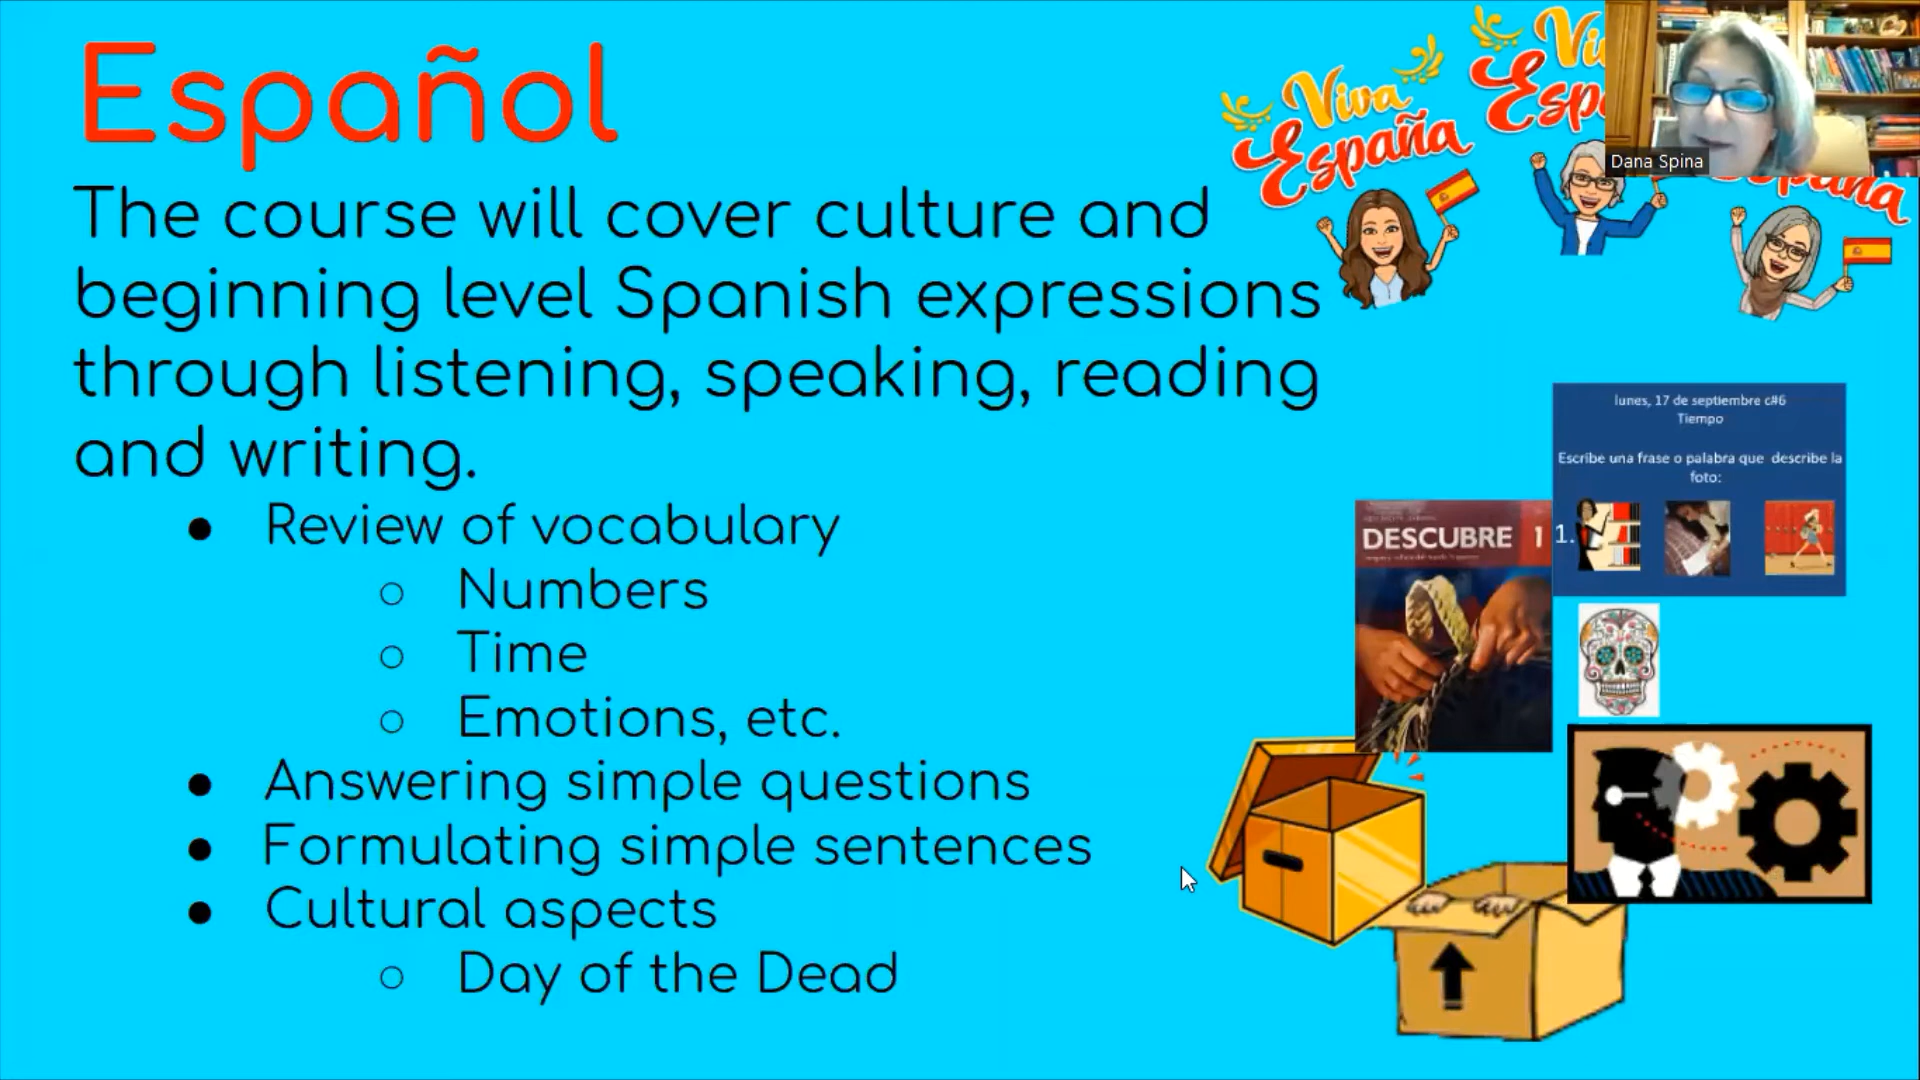 Español
The course will cover culture and
beginning level Spanish expressions
through listening, speaking, reading
and writing.
● Review of vocabulary
○ Numbers
○ Time
○ Emotions, etc.
● Answering simple questions
● Formulating simple sentences
● Cultural aspects
○ Day of the Dead
Viva
España
Vi
Esp
España
Dana Spina
lunes, 17 de septiembre c#6
Tiempo
Escribe una frase o palabra que describe la
foto:
1.
DESCUBRE 1